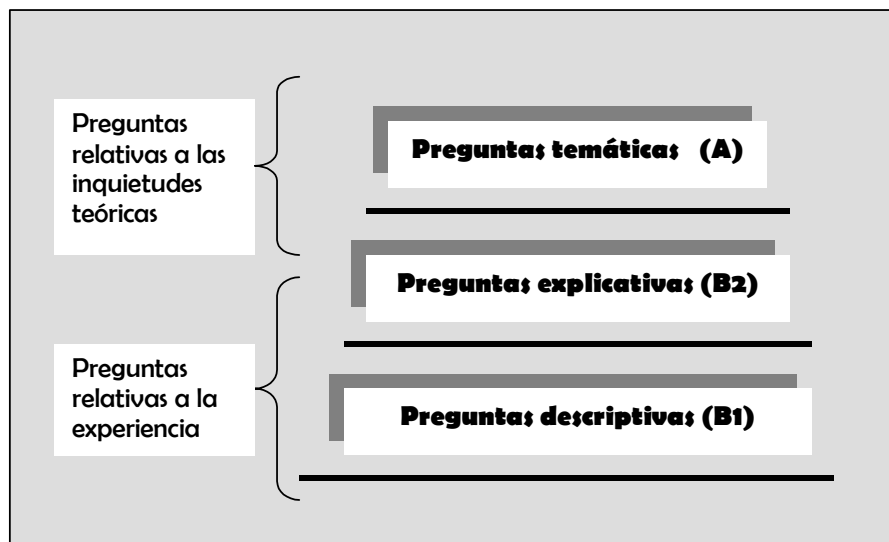 Preguntas
relativas a las
inquietudes
teóricas
Preguntas temáticas (A)
Preguntas explicativas (B2)
Preguntas
relativas a la
experiencia
Preguntas descriptivas (B1)